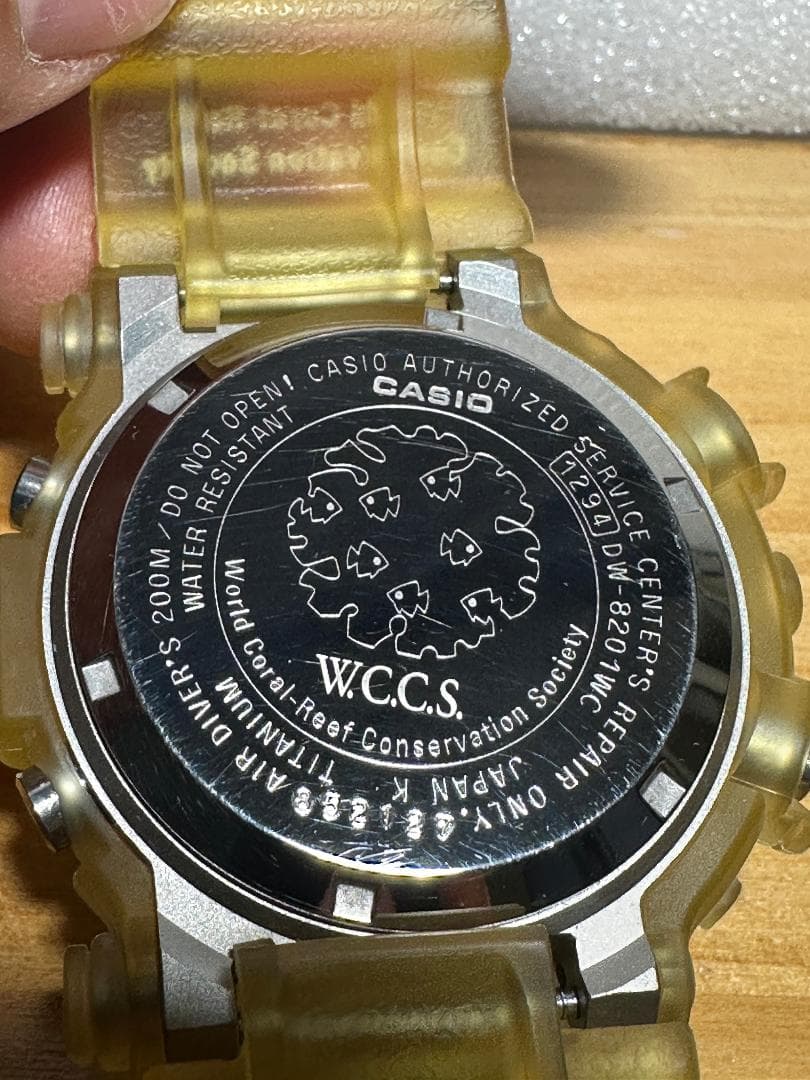 CASIO AUTHORIZED SERVICE CENTER'S REPAIR ONLY.
AIR DIVER'S 200M / DO NOT OPEN!
CASIO
WATER RESISTANT
1294 DW-8201WC
JAPAN K
TITANIUM
W.C.C.S.
World Coral-Reef Conservation Society